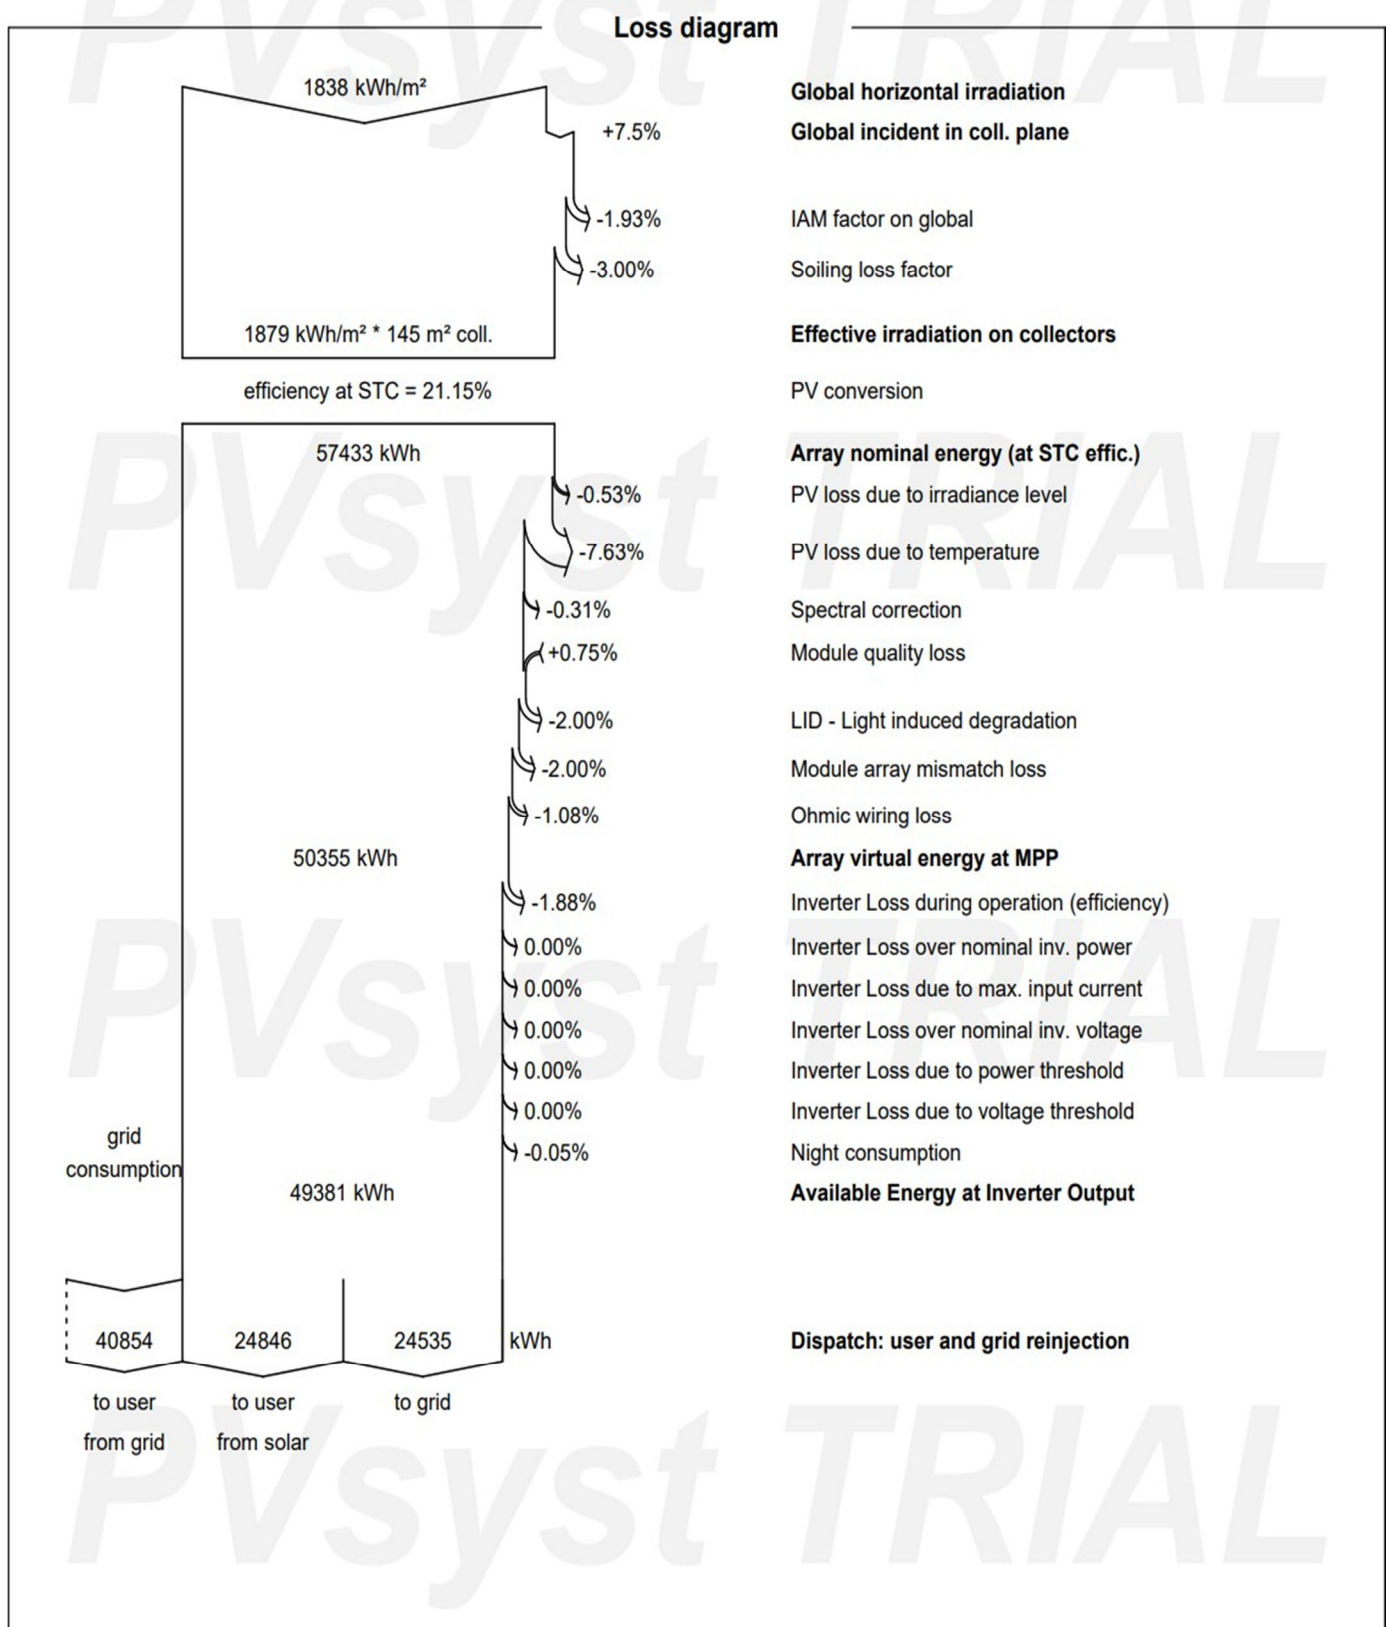 Loss diagram
1838 kWh/m² Global horizontal irradiation
+7.5% Global incident in coll. plane
-1.93% IAM factor on global
-3.00% Soiling loss factor
1879 kWh/m² * 145 m² coll. Effective irradiation on collectors
efficiency at STC = 21.15% PV conversion
57433 kWh Array nominal energy (at STC effic.)
-0.53% PV loss due to irradiance level
-7.63% PV loss due to temperature
-0.31% Spectral correction
+0.75% Module quality loss
-2.00% LID - Light induced degradation
-2.00% Module array mismatch loss
-1.08% Ohmic wiring loss
50355 kWh Array virtual energy at MPP
-1.88% Inverter Loss during operation (efficiency)
0.00% Inverter Loss over nominal inv. power
0.00% Inverter Loss due to max. input current
0.00% Inverter Loss over nominal inv. voltage
0.00% Inverter Loss due to power threshold
0.00% Inverter Loss due to voltage threshold
grid
consumption
-0.05% Night consumption
49381 kWh Available Energy at Inverter Output
40854 24846 24535 kWh Dispatch: user and grid reinjection
to user to user to grid
from grid from solar
PVsyst TRIAL
PVsyst TRIAL
PVsyst TRIAL
PVsyst TRIAL